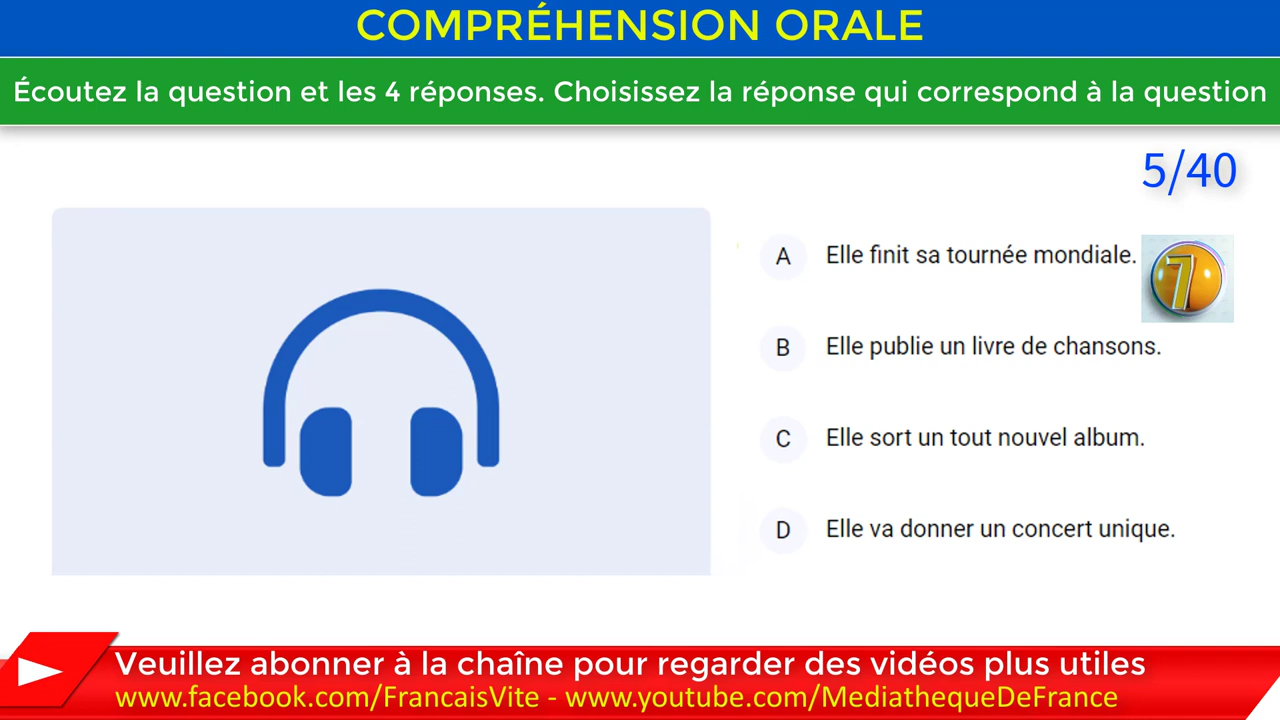 COMPRÉHENSION ORALE
Écoutez la question et les 4 réponses. Choisissez la réponse qui correspond à la question
5/40
A Elle finit sa tournée mondiale.
7
B Elle publie un livre de chansons.
C Elle sort un tout nouvel album.
D Elle va donner un concert unique.
Veuillez abonner à la chaîne pour regarder des vidéos plus utiles
www.facebook.com/FrancaisVite - www.youtube.com/MediathequeDeFrance